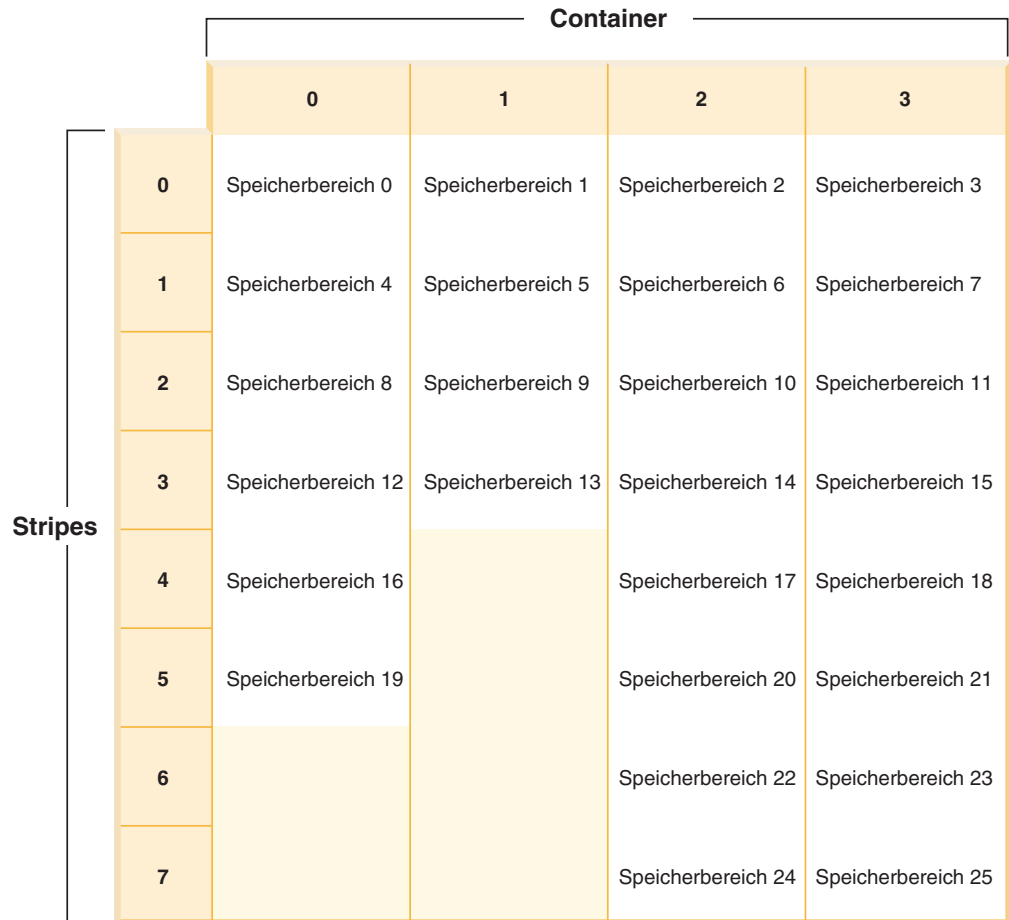 Container
0 1 2 3
0 Speicherbereich 0 Speicherbereich 1 Speicherbereich 2 Speicherbereich 3
1 Speicherbereich 4 Speicherbereich 5 Speicherbereich 6 Speicherbereich 7
2 Speicherbereich 8 Speicherbereich 9 Speicherbereich 10 Speicherbereich 11
3 Speicherbereich 12 Speicherbereich 13 Speicherbereich 14 Speicherbereich 15
Stripes
4 Speicherbereich 16 Speicherbereich 17 Speicherbereich 18
5 Speicherbereich 19 Speicherbereich 20 Speicherbereich 21
6 Speicherbereich 22 Speicherbereich 23
7 Speicherbereich 24 Speicherbereich 25